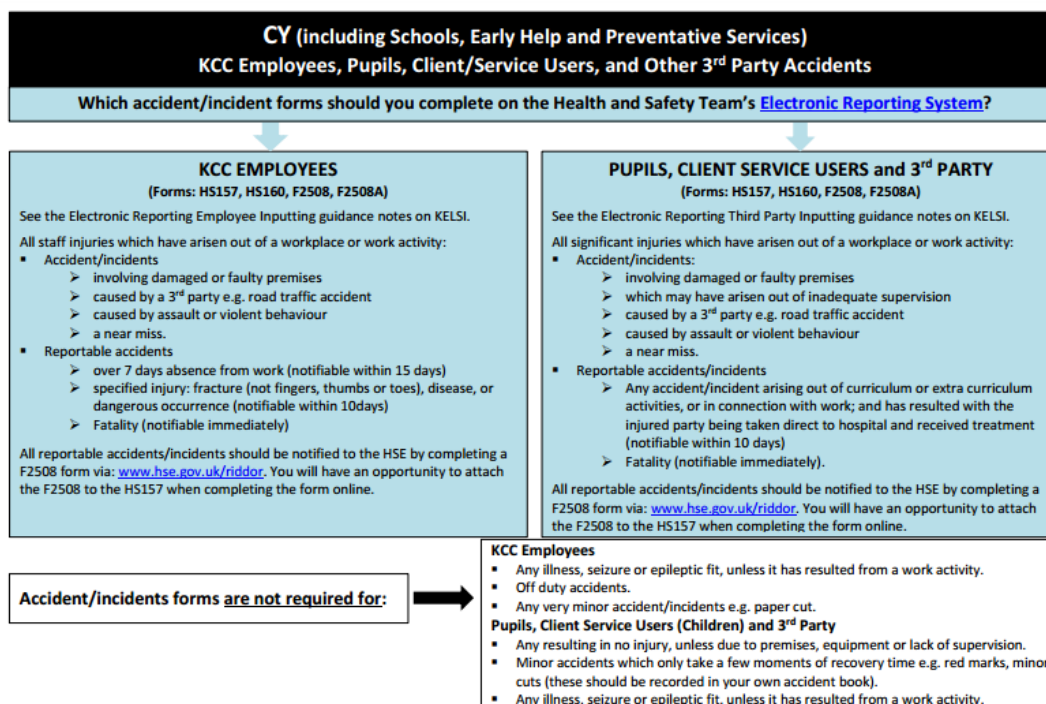 CY (including Schools, Early Help and Preventative Services)
KCC Employees, Pupils, Client/Service Users, and Other 3rd Party Accidents
Which accident/incident forms should you complete on the Health and Safety Team's Electronic Reporting System?
KCC EMPLOYEES
(Forms: HS157, HS160, F2508, F2508A)
See the Electronic Reporting Employee Inputting guidance notes on KELSI.
All staff injuries which have arisen out of a workplace or work activity:
▪ Accident/incidents
➢ involving damaged or faulty premises
➢ caused by a 3rd party e.g. road traffic accident
➢ caused by assault or violent behaviour
➢ a near miss.
▪ Reportable accidents
➢ over 7 days absence from work (notifiable within 15 days)
➢ specified injury: fracture (not fingers, thumbs or toes), disease, or
dangerous occurrence (notifiable within 10days)
➢ Fatality (notifiable immediately)
All reportable accidents/incidents should be notified to the HSE by completing a
F2508 form via: www.hse.gov.uk/riddor. You will have an opportunity to attach
the F2508 to the HS157 when completing the form online.
PUPILS, CLIENT SERVICE USERS and 3rd PARTY
(Forms: HS157, HS160, F2508, F2508A)
See the Electronic Reporting Third Party Inputting guidance notes on KELSI.
All significant injuries which have arisen out of a workplace or work activity:
▪ Accident/incidents:
➢ involving damaged or faulty premises
➢ which may have arisen out of inadequate supervision
➢ caused by a 3rd party e.g. road traffic accident
➢ caused by assault or violent behaviour
➢ a near miss.
▪ Reportable accidents/incidents
➢ Any accident/incident arising out of curriculum or extra curriculum
activities, or in connection with work; and has resulted with the
injured party being taken direct to hospital and received treatment
(notifiable within 10 days)
➢ Fatality (notifiable immediately).
All reportable accidents/incidents should be notified to the HSE by completing a
F2508 form via: www.hse.gov.uk/riddor. You will have an opportunity to attach
the F2508 to the HS157 when completing the form online.
Accident/incidents forms are not required for:
KCC Employees
▪ Any illness, seizure or epileptic fit, unless it has resulted from a work activity.
▪ Off duty accidents.
▪ Any very minor accident/incidents e.g. paper cut.
Pupils, Client Service Users (Children) and 3rd Party
▪ Any resulting in no injury, unless due to premises, equipment or lack of supervision.
▪ Minor accidents which only take a few moments of recovery time e.g. red marks, minor
cuts (these should be recorded in your own accident book).
▪ Any illness, seizure or epileptic fit, unless it has resulted from a work activity.